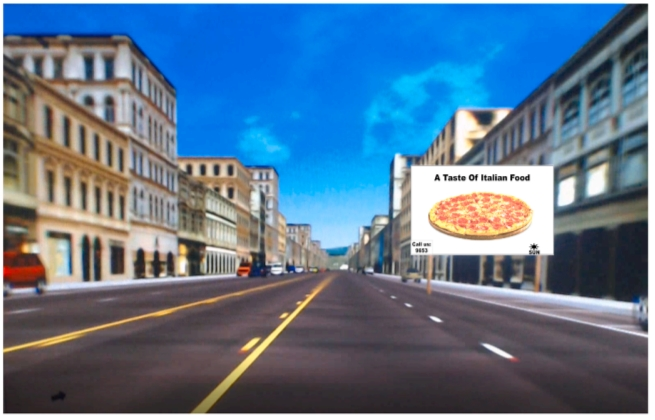 A Taste Of Italian Food
Call us:
9653
SUN